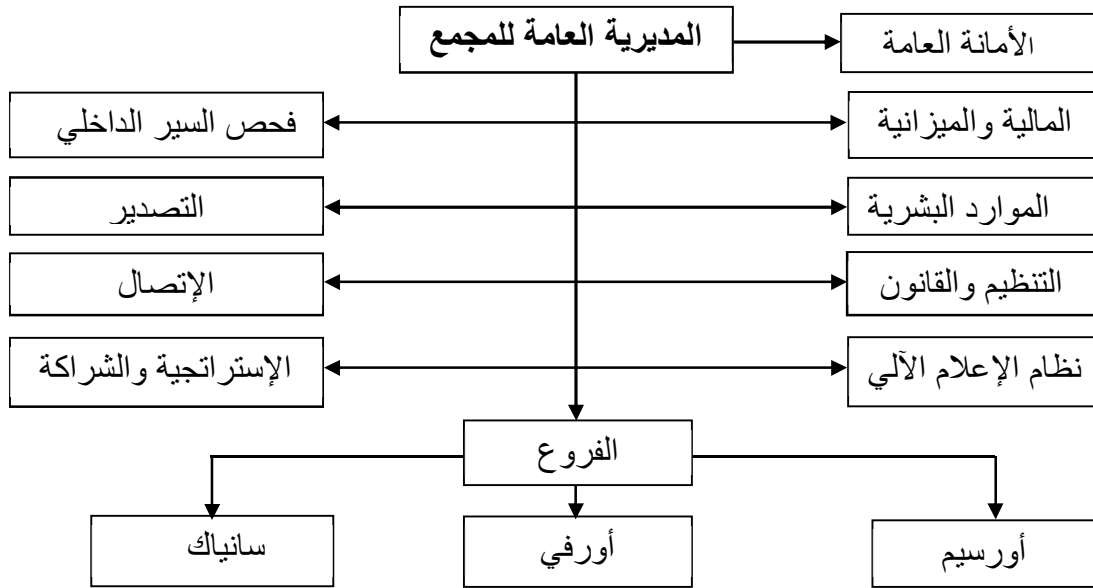 المديرية العامة للمجمع
الأمانة العامة
المالية والميزانية
فحص السير الداخلي
الموارد البشرية
التصدير
التنظيم والقانون
الإتصال
نظام الإعلام الآلي
الإستراتجية والشراكة
الفروع
أورسيم
أورفي
سانياك